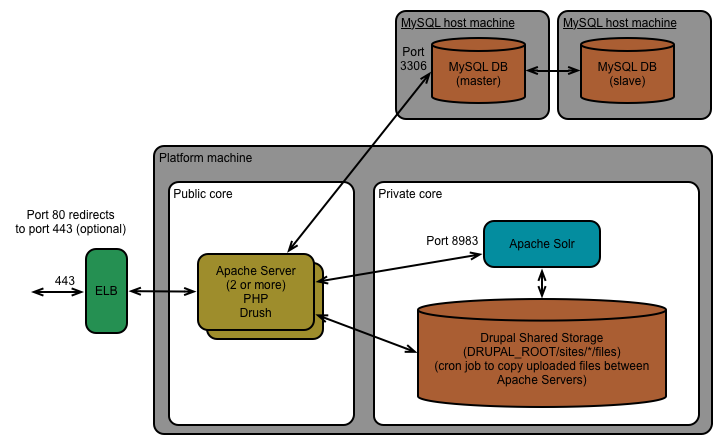 MySQL host machine
MySQL host machine
Port
3306
MySQL DB
(master)
MySQL DB
(slave)
Platform machine
Public core
Private core
Port 80 redirects
to port 443 (optional)
443
ELB
Apache Server
(2 or more)
PHP
Drush
Port 8983
Apache Solr
Drupal Shared Storage
(DRUPAL_ROOT/sites/*/files)
(cron job to copy uploaded files between
Apache Servers)